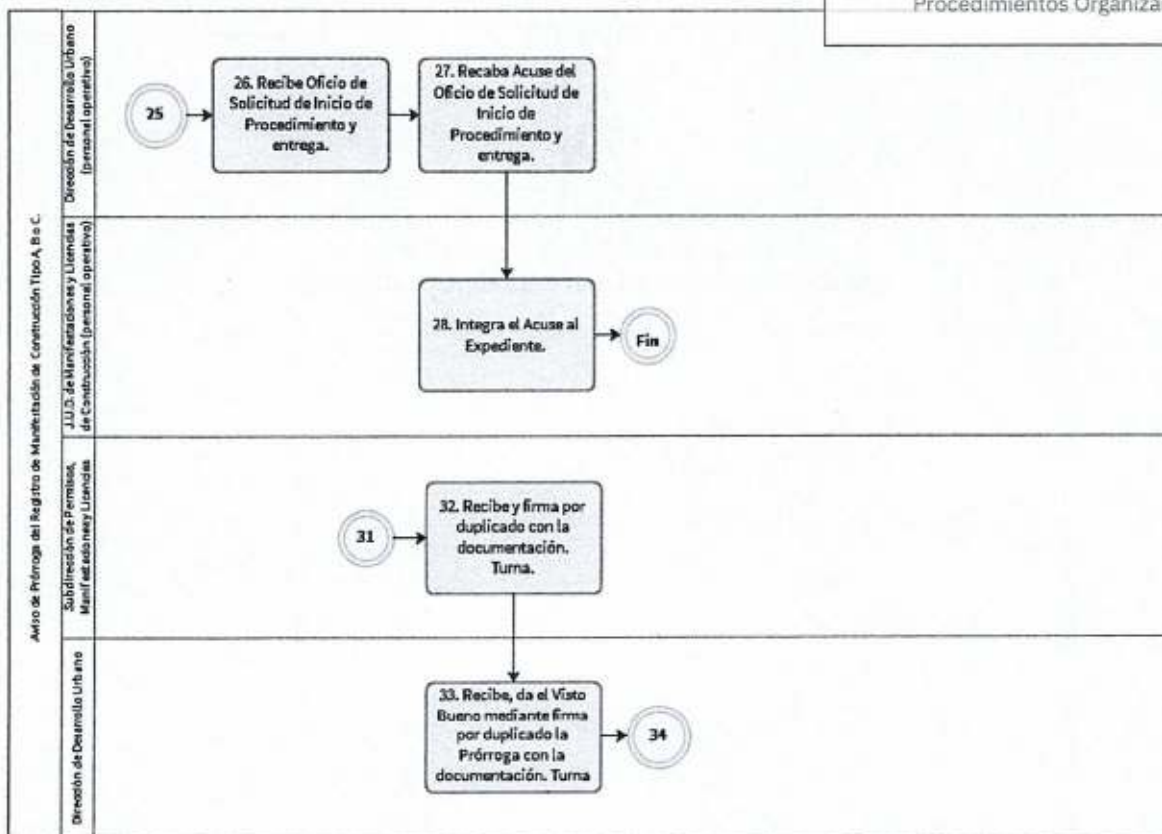 Procedimientos Organiza
Aviso de Prórroga del Registro de Manifestación de Construcción Tipo A, B o C.
Dirección de Desarrollo Urbano
(personal operativo)
25
26. Recibe Oficio de
Solicitud de Inicio de
Procedimiento y
entrega.
27. Recaba Acuse del
Oficio de Solicitud de
Inicio de
Procedimiento y
entrega.
J.U.D. de Manifestaciones y Licencias
de Construcción (personal operativo)
28. Integra el Acuse al
Expediente.
Fin
Subdirección de Permisos,
Manifestaciones y Licencias
31
32. Recibe y firma por
duplicado con la
documentación.
Turna.
Dirección de Desarrollo Urbano
33. Recibe, da el Visto
Bueno mediante firma
por duplicado la
Prórroga con la
documentación. Turna
34